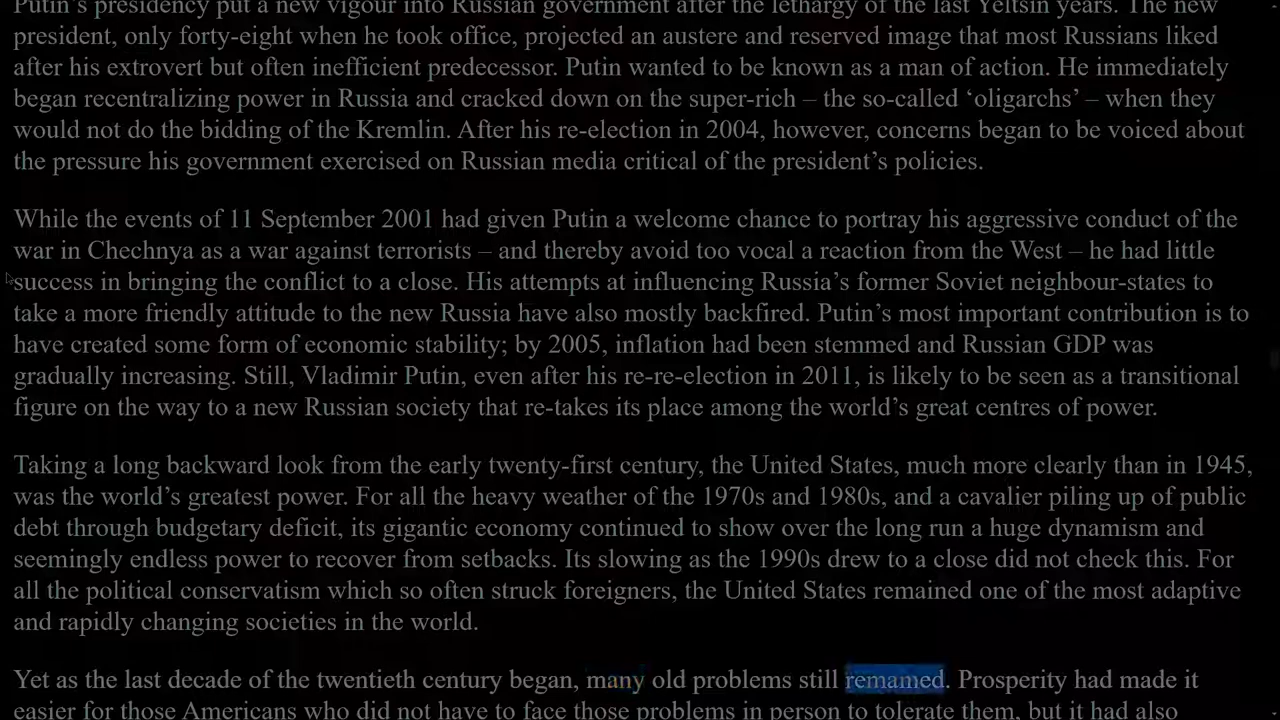 Putin's presidency put a new vigour into Russian government after the lethargy of the last Yeltsin years. The new
president, only forty-eight when he took office, projected an austere and reserved image that most Russians liked
after his extrovert but often inefficient predecessor. Putin wanted to be known as a man of action. He immediately
began recentralizing power in Russia and cracked down on the super-rich – the so-called ‘oligarchs’ – when they
would not do the bidding of the Kremlin. After his re-election in 2004, however, concerns began to be voiced about
the pressure his government exercised on Russian media critical of the president’s policies.
While the events of 11 September 2001 had given Putin a welcome chance to portray his aggressive conduct of the
war in Chechnya as a war against terrorists – and thereby avoid too vocal a reaction from the West – he had little
success in bringing the conflict to a close. His attempts at influencing Russia’s former Soviet neighbour-states to
take a more friendly attitude to the new Russia have also mostly backfired. Putin’s most important contribution is to
have created some form of economic stability; by 2005, inflation had been stemmed and Russian GDP was
gradually increasing. Still, Vladimir Putin, even after his re-re-election in 2011, is likely to be seen as a transitional
figure on the way to a new Russian society that re-takes its place among the world’s great centres of power.
Taking a long backward look from the early twenty-first century, the United States, much more clearly than in 1945,
was the world’s greatest power. For all the heavy weather of the 1970s and 1980s, and a cavalier piling up of public
debt through budgetary deficit, its gigantic economy continued to show over the long run a huge dynamism and
seemingly endless power to recover from setbacks. Its slowing as the 1990s drew to a close did not check this. For
all the political conservatism which so often struck foreigners, the United States remained one of the most adaptive
and rapidly changing societies in the world.
Yet as the last decade of the twentieth century began, many old problems still remamed. Prosperity had made it
easier for those Americans who did not have to face those problems in person to tolerate them, but it had also